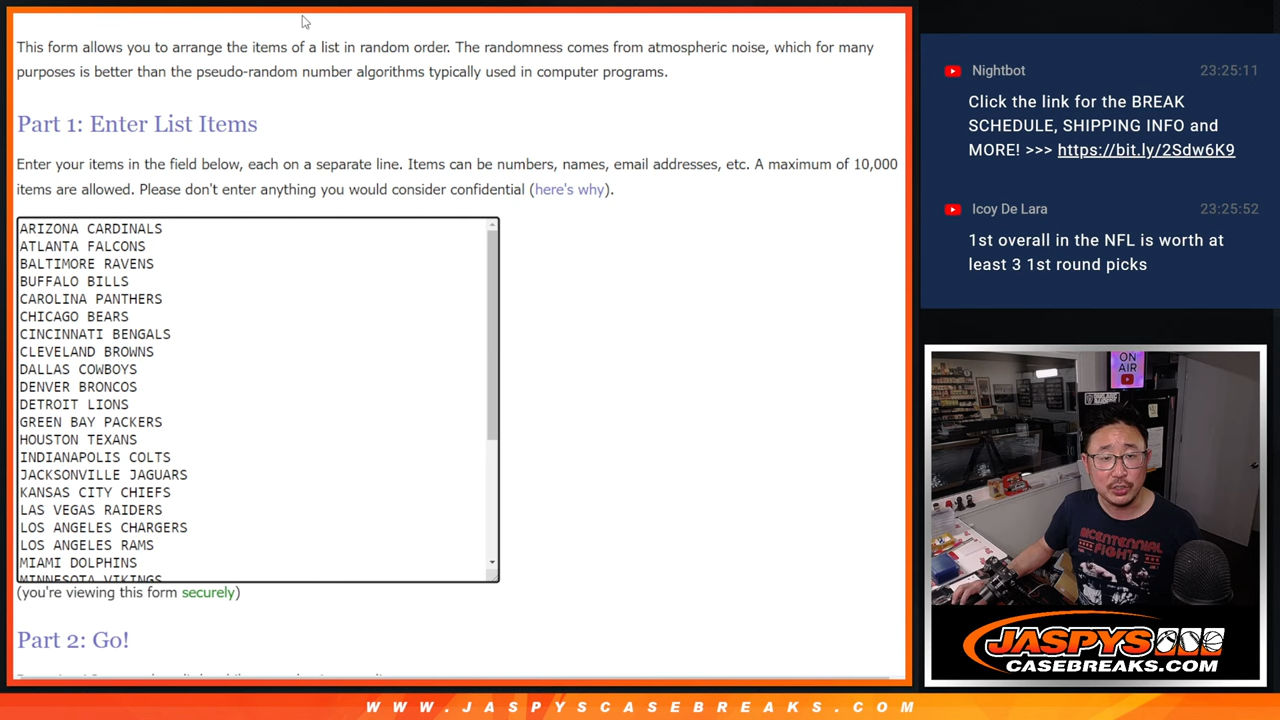 This form allows you to arrange the items of a list in random order. The randomness comes from atmospheric noise, which for many
purposes is better than the pseudo-random number algorithms typically used in computer programs.
Part 1: Enter List Items
Enter your items in the field below, each on a separate line. Items can be numbers, names, email addresses, etc. A maximum of 10,000
items are allowed. Please don't enter anything you would consider confidential (here's why).
ARIZONA CARDINALS
ATLANTA FALCONS
BALTIMORE RAVENS
BUFFALO BILLS
CAROLINA PANTHERS
CHICAGO BEARS
CINCINNATI BENGALS
CLEVELAND BROWNS
DALLAS COWBOYS
DENVER BRONCOS
DETROIT LIONS
GREEN BAY PACKERS
HOUSTON TEXANS
INDIANAPOLIS COLTS
JACKSONVILLE JAGUARS
KANSAS CITY CHIEFS
LAS VEGAS RAIDERS
LOS ANGELES CHARGERS
LOS ANGELES RAMS
MIAMI DOLPHINS
MINNESOTA VIKINGS
(you're viewing this form securely)
Part 2: Go!
Nightbot 23:25:11
Click the link for the BREAK
SCHEDULE, SHIPPING INFO and
MORE! >>> https://bit.ly/2Sdw6K9
Icoy De Lara 23:25:52
1st overall in the NFL is worth at
least 3 1st round picks
ON
AIR
BICENTENNIAL
FIGHT
JASPYS
CASEBREAKS.COM
WWW.JASPYSCASEBREAKS.COM